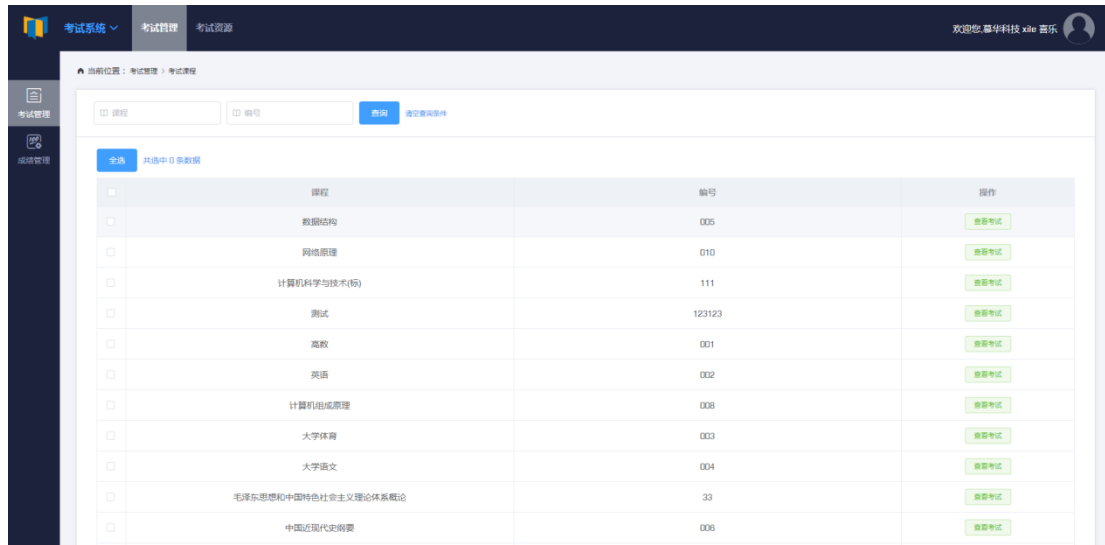 考试系统 考试管理 考试资源 欢迎您,慕华科技 xile 喜乐
当前位置： 考试管理 > 考试课程
考试管理
成绩管理
课程 编号 查询 清空查询条件
全选 共选中 0 条数据
课程 编号 操作
数据结构 005 查看考试
网络原理 010 查看考试
计算机科学与技术(标) 111 查看考试
测试 123123 查看考试
高数 001 查看考试
英语 002 查看考试
计算机组成原理 008 查看考试
大学体育 003 查看考试
大学语文 004 查看考试
毛泽东思想和中国特色社会主义理论体系概论 33 查看考试
中国近现代史纲要 006 查看考试